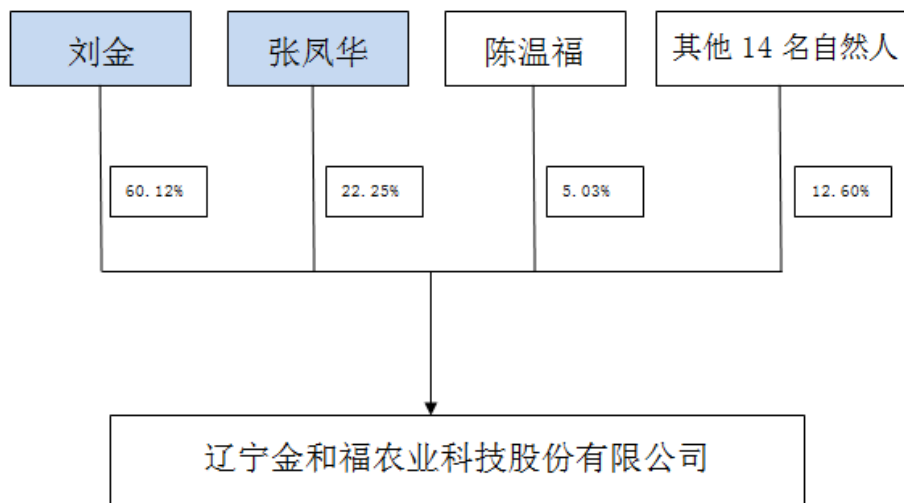 刘金
张凤华
陈温福
其他 14 名自然人
60.12%
22.25%
5.03%
12.60%
辽宁金和福农业科技股份有限公司